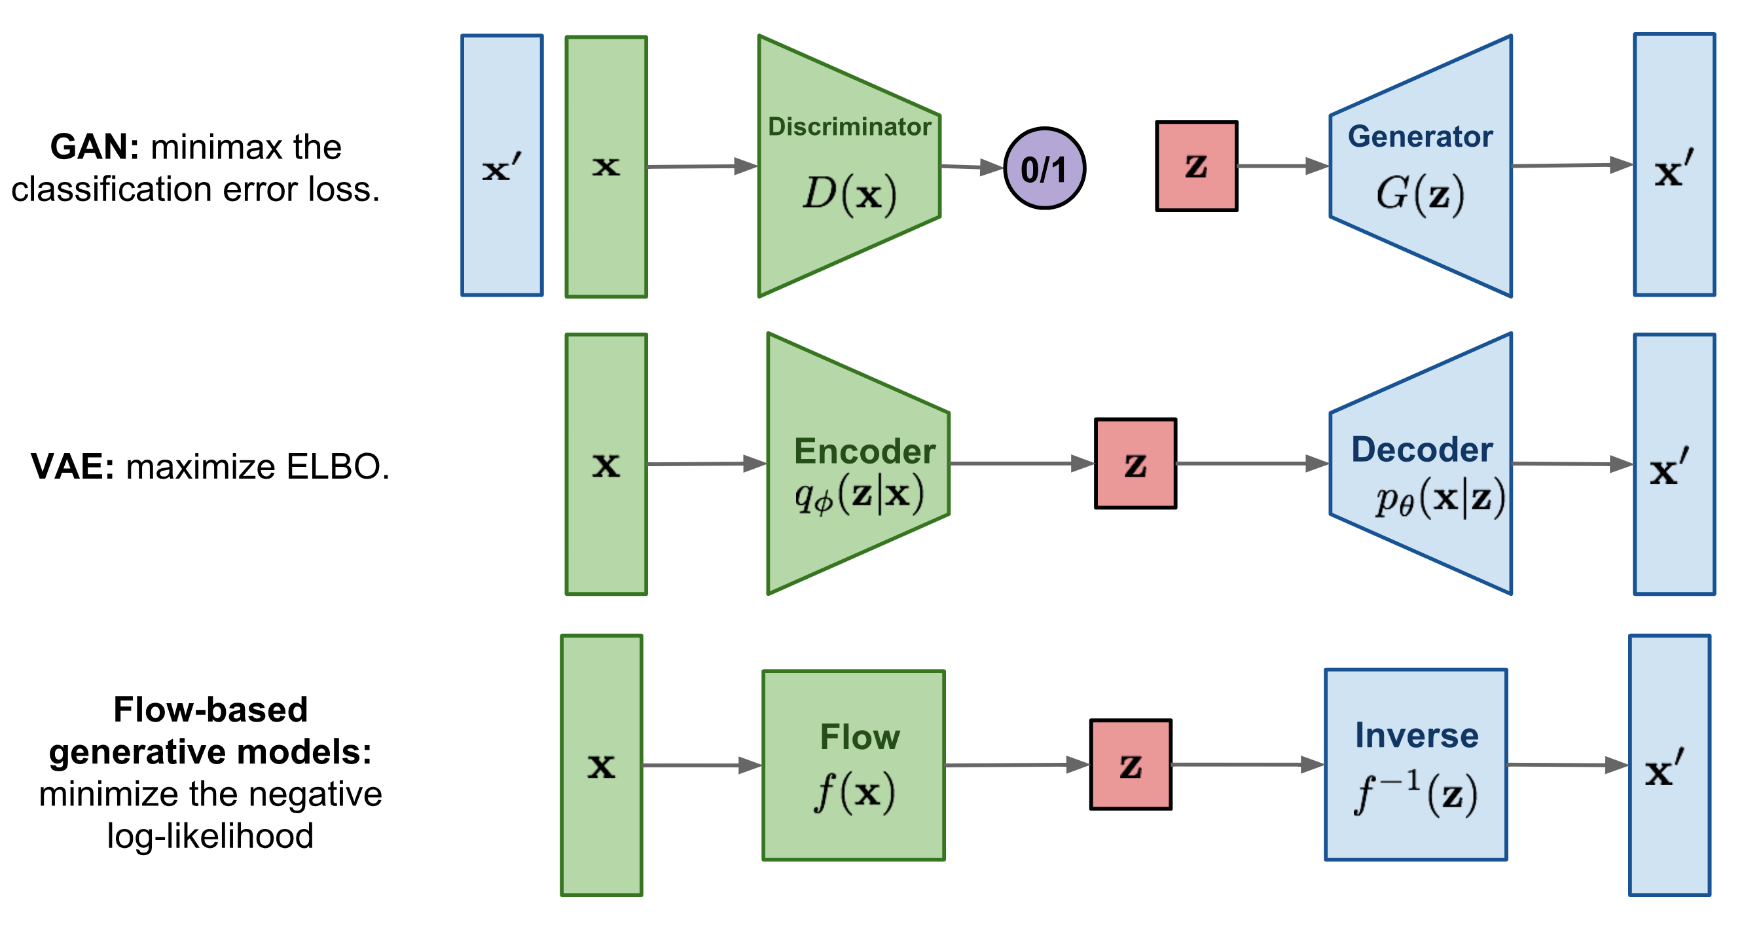 GAN: minimax the
classification error loss.
x′
x
Discriminator
D(x)
0/1
z
Generator
G(z)
x′
VAE: maximize ELBO.
x
Encoder
qϕ(z|x)
z
Decoder
pθ(x|z)
x′
Flow-based
generative models:
minimize the negative
log-likelihood
x
Flow
f(x)
z
Inverse
f⁻¹(z)
x′